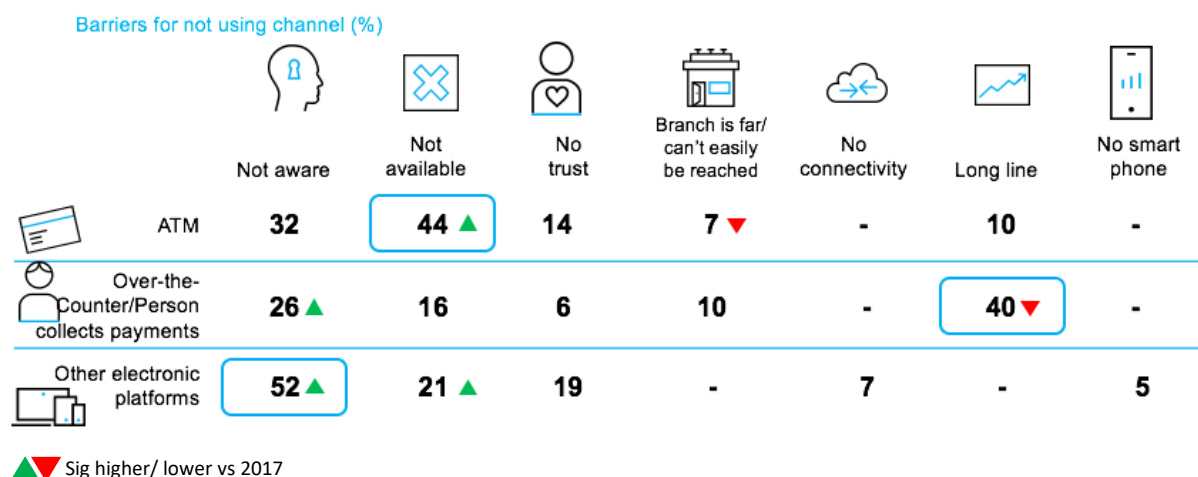 Barriers for not using channel (%)
Not aware
Not
available
No
trust
Branch is far/
can't easily
be reached
No
connectivity
Long line
No smart
phone
ATM
32
44
14
7
-
10
-
Over-the-
Counter/Person
collects payments
26
16
6
10
-
40
-
Other electronic
platforms
52
21
19
-
7
-
5
Sig higher/ lower vs 2017